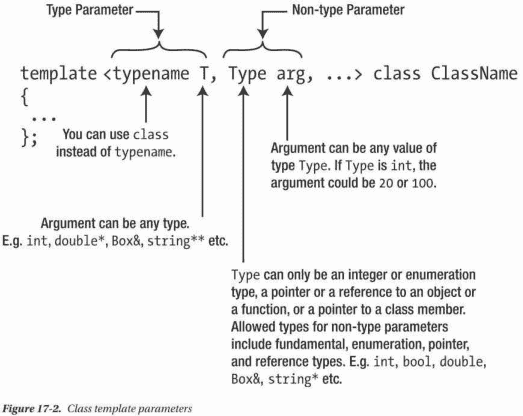 Type Parameter
Non-type Parameter
template <typename T, Type arg, ...> class ClassName
{
...
};
You can use class
instead of typename.
Argument can be any value of
type Type. If Type is int, the
argument could be 20 or 100.
Argument can be any type.
E.g. int, double*, Box&, string** etc.
Type can only be an integer or enumeration
type, a pointer or a reference to an object or
a function, or a pointer to a class member.
Allowed types for non-type parameters
include fundamental, enumeration, pointer,
and reference types. E.g. int, bool, double,
Box&, string* etc.
Figure 17-2. Class template parameters